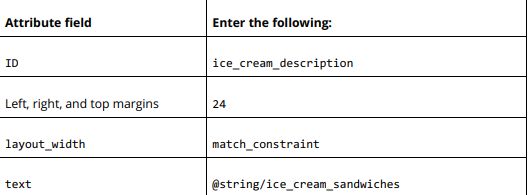 Attribute field Enter the following:
ID ice_cream_description
Left, right, and top margins 24
layout_width match_constraint
text @string/ice_cream_sandwiches